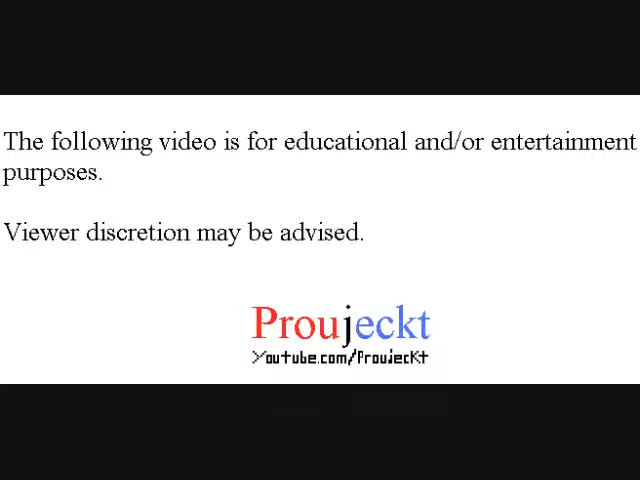 The following video is for educational and/or entertainment
purposes.
Viewer discretion may be advised.
Proujeckt
Youtube.com/ProujecKt